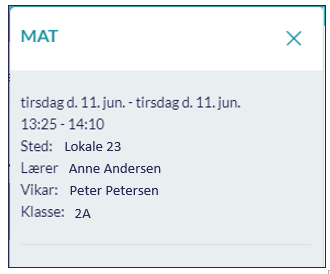 MAT
tirsdag d. 11. jun. - tirsdag d. 11. jun.
13:25 - 14:10
Sted: Lokale 23
Lærer Anne Andersen
Vikar: Peter Petersen
Klasse: 2A